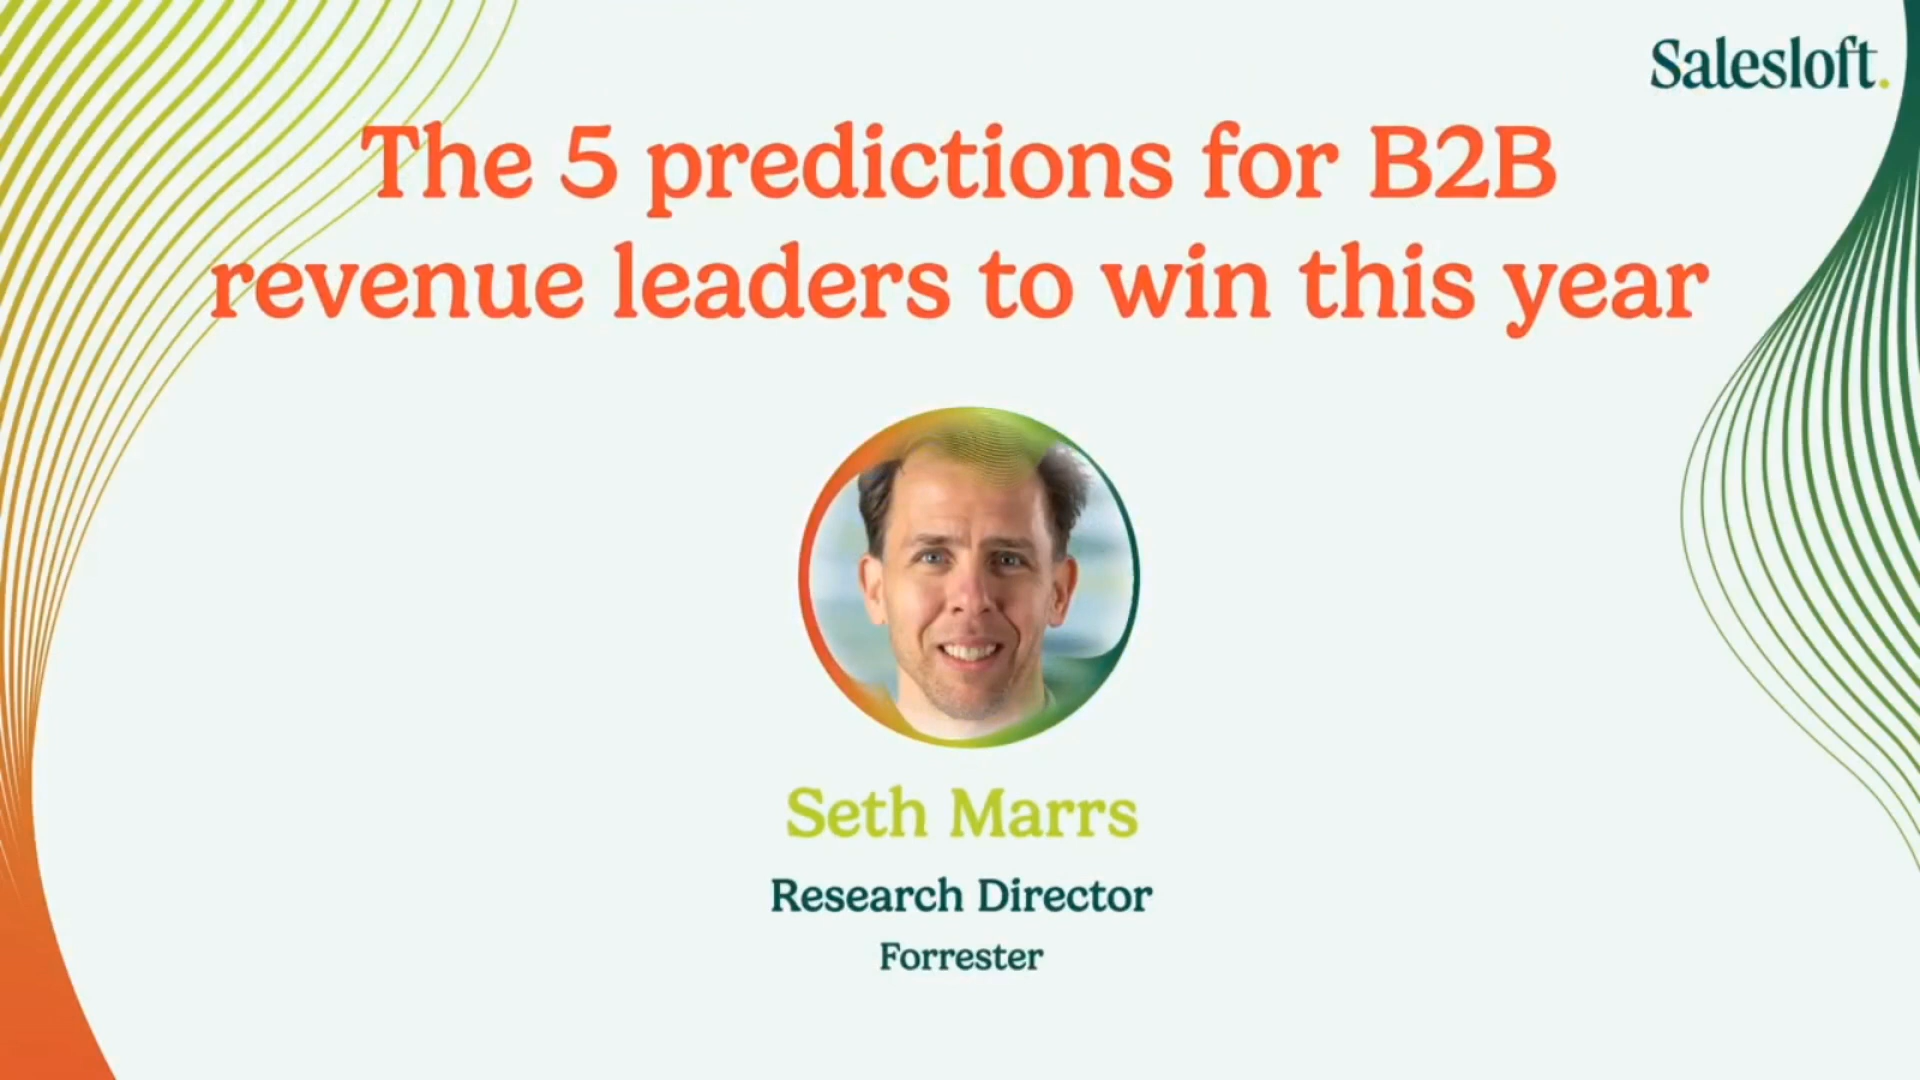 Salesloft.
The 5 predictions for B2B
revenue leaders to win this year
Seth Marrs
Research Director
Forrester